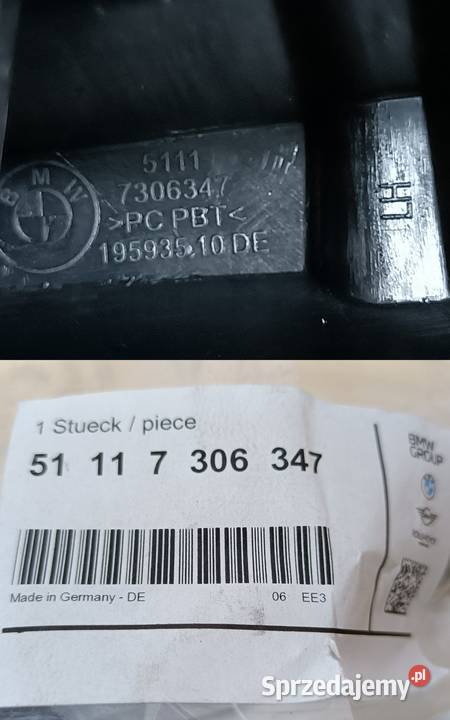 BMW
5111
7306347
>PC PBT<
195935.10 DE
LH
1 Stueck / piece
51 11 7 306 347
BMW
GROUP
Made in Germany - DE
06 EE3
Sprzedajemy.pl